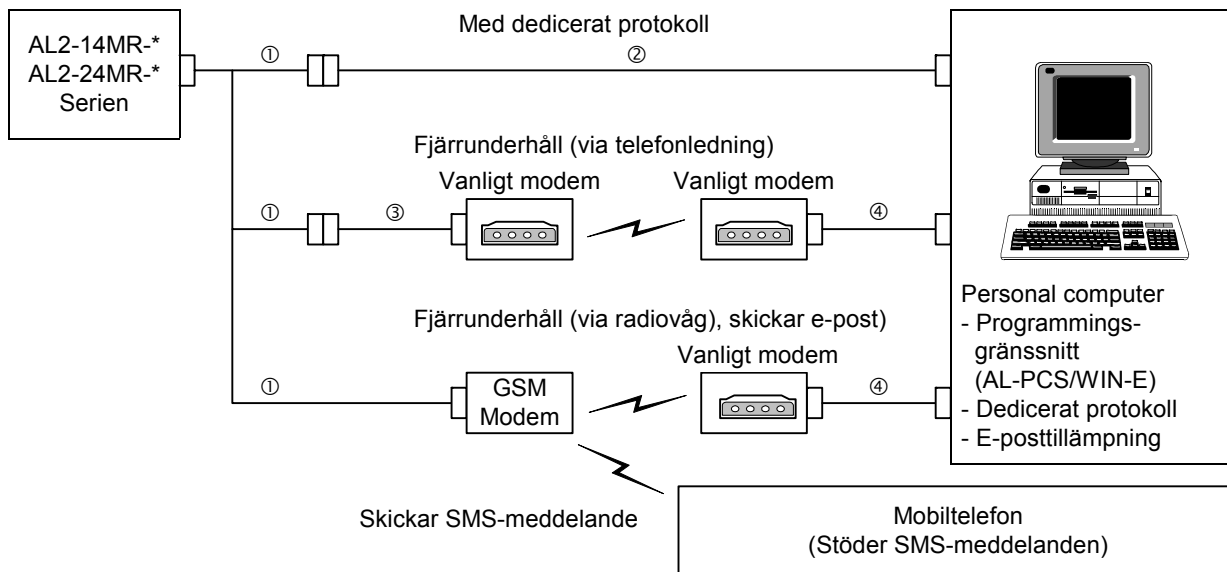 AL2-14MR-*
AL2-24MR-*
Serien
Med dedicerat protokoll
①
②
Fjärrunderhåll (via telefonledning)
Vanligt modem
Vanligt modem
①
③
④
Fjärrunderhåll (via radiovåg), skickar e-post)
Vanligt modem
①
GSM
Modem
④
Personal computer
- Programmings-
gränssnitt
(AL-PCS/WIN-E)
- Dedicerat protokoll
- E-posttillämpning
Skickar SMS-meddelande
Mobiltelefon
(Stöder SMS-meddelanden)